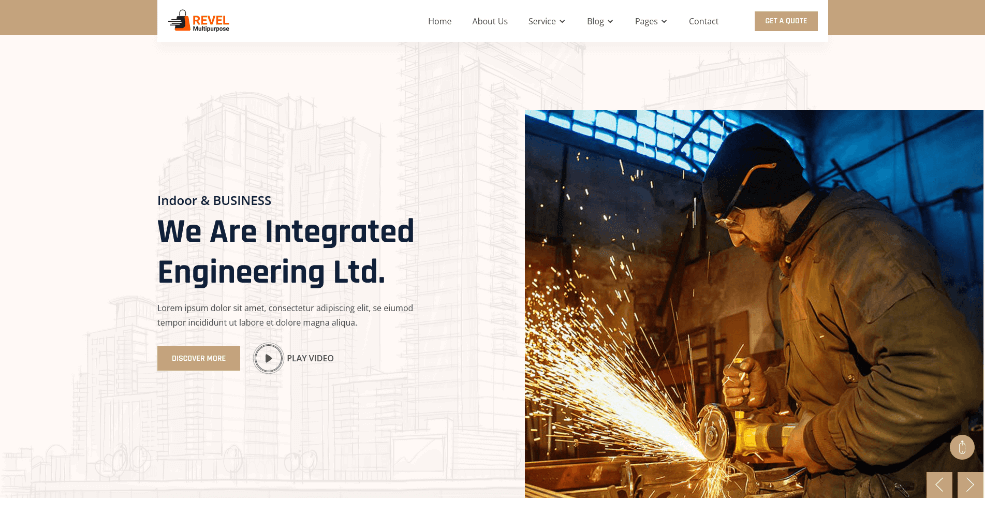 REVEL
Multipurpose
Home About Us Service Blog Pages Contact
GET A QUOTE
Indoor & BUSINESS
We Are Integrated
Engineering Ltd.
Lorem ipsum dolor sit amet, consectetur adipiscing elit, se eiumod
tempor incididunt ut labore et dolore magna aliqua.
DISCOVER MORE
PLAY VIDEO